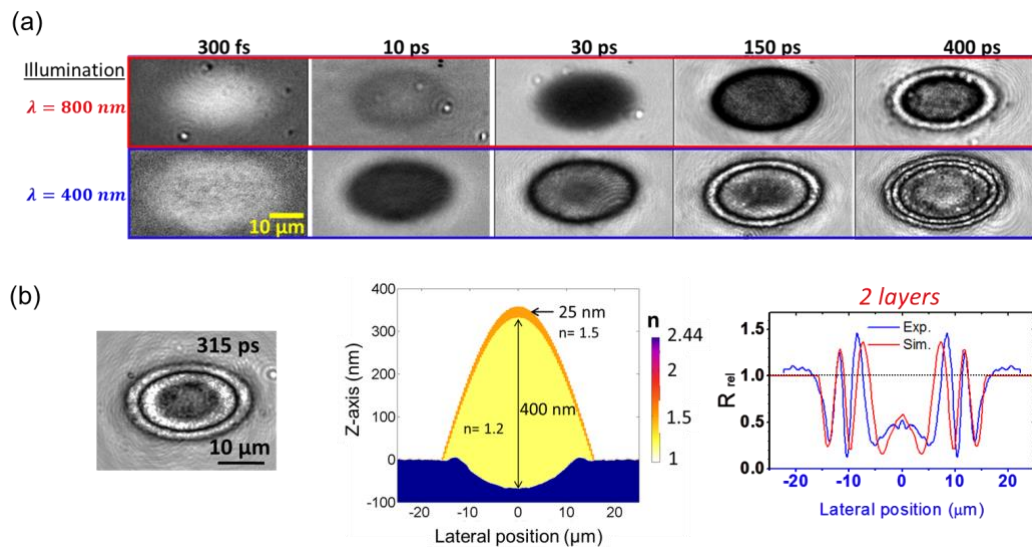 (a)
300 fs 10 ps 30 ps 150 ps 400 ps
Illumination
λ = 800 nm
λ = 400 nm
10 μm
(b)
315 ps
10 μm
400
300
200
100
0
-100
Z-axis (nm)
-20 -10 0 10 20
Lateral position (μm)
25 nm
n= 1.5
400 nm
n= 1.2
n
2.44
2
1.5
1
2 layers
Exp.
Sim.
1.5
1.0
0.5
0.0
R rel
-20 -10 0 10 20
Lateral position (μm)